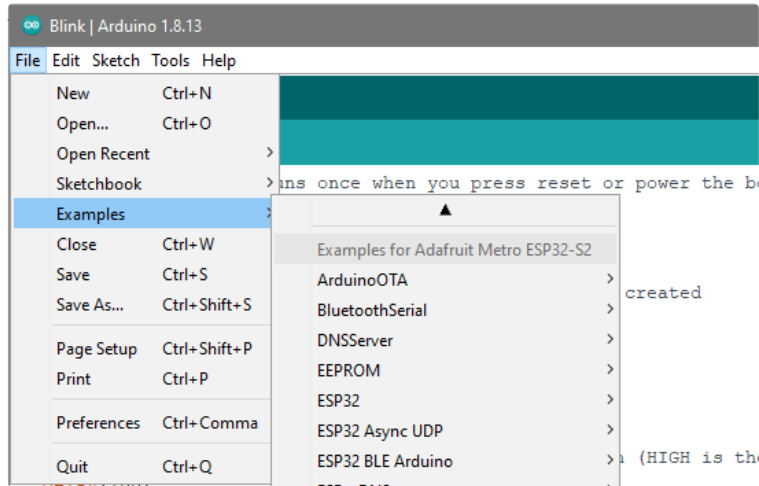 Blink | Arduino 1.8.13
File Edit Sketch Tools Help
New Ctrl+N
Open... Ctrl+O
Open Recent
Sketchbook
Examples
Close Ctrl+W
Save Ctrl+S
Save As... Ctrl+Shift+S
Page Setup Ctrl+Shift+P
Print Ctrl+P
Preferences Ctrl+Comma
Quit Ctrl+Q
Examples for Adafruit Metro ESP32-S2
ArduinoOTA
BluetoothSerial
DNSServer
EEPROM
ESP32
ESP32 Async UDP
ESP32 BLE Arduino
once when you press reset or power the
created
(HIGH is